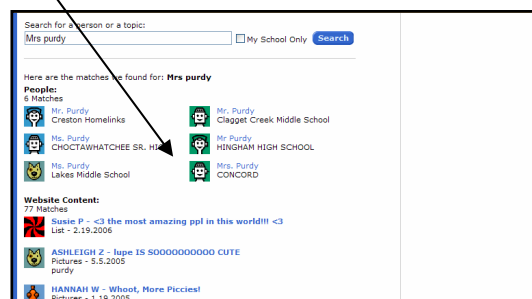 Search for a person or a topic:
Mrs purdy
My School Only
Search
Here are the matches we found for: Mrs purdy
People:
6 Matches
Mr. Purdy
Creston Homelinks
Mr. Purdy
Clagget Creek Middle School
Ms. Purdy
CHOCTAWHATCHEE SR. HI
Mr Purdy
HINGHAM HIGH SCHOOL
Ms. Purdy
Lakes Middle School
Mrs. Purdy
CONCORD
Website Content:
77 Matches
Susie P - <3 the most amazing ppl in this world!!! <3
List - 2.19.2006
ASHLEIGH Z - lupe IS SOOOOOOOOOO CUTE
Pictures - 5.5.2005
purdy
HANNAH W - Whoot, More Piccies!
Pictures - 1.19.2005